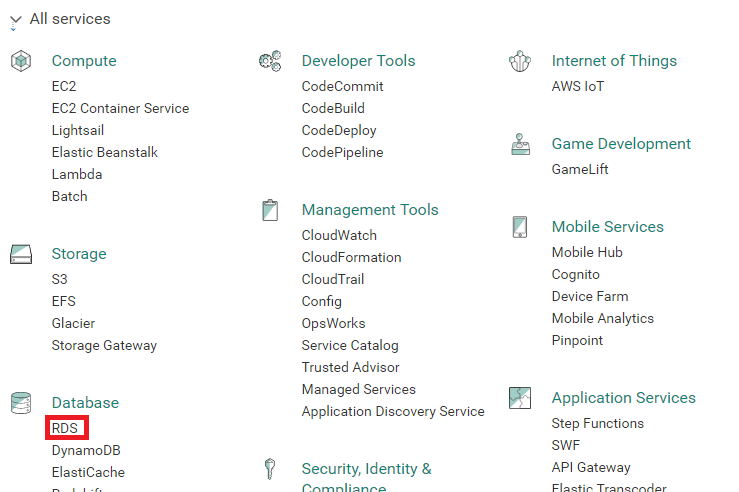 All services
Compute
EC2
EC2 Container Service
Lightsail
Elastic Beanstalk
Lambda
Batch
Storage
S3
EFS
Glacier
Storage Gateway
Database
RDS
DynamoDB
ElastiCache
Redshift
Developer Tools
CodeCommit
CodeBuild
CodeDeploy
CodePipeline
Management Tools
CloudWatch
CloudFormation
CloudTrail
Config
OpsWorks
Service Catalog
Trusted Advisor
Managed Services
Application Discovery Service
Security, Identity &
Compliance
Internet of Things
AWS IoT
Game Development
GameLift
Mobile Services
Mobile Hub
Cognito
Device Farm
Mobile Analytics
Pinpoint
Application Services
Step Functions
SWF
API Gateway
Elastic Transcoder